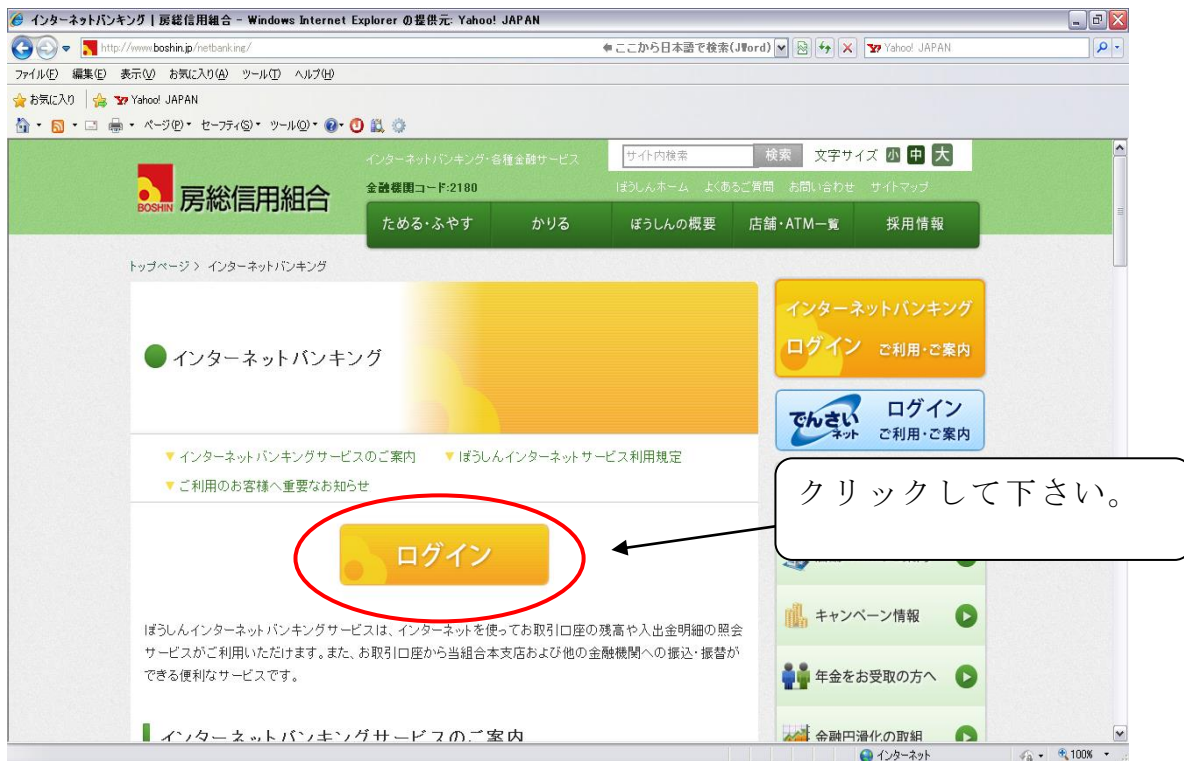 インターネットバンキング | 房総信用組合 - Windows Internet Explorer の提供元: Yahoo! JAPAN
http://www.boshin.jp/netbanking/
ここから日本語で検索(JWord)
Yahoo! JAPAN
ファイル(F) 編集(E) 表示(V) お気に入り(A) ツール(T) ヘルプ(H)
お気に入り Yahoo! JAPAN
ページ(P) セーフティ(S) ツール(O)
インターネットバンキング・各種金融サービス
サイト内検索 検索 文字サイズ 小 中 大
BOSHIN 房総信用組合
金融機関コード:2180
ぼうしんホーム よくあるご質問 お問い合わせ サイトマップ
ためる・ふやす かりる ぼうしんの概要 店舗・ATM一覧 採用情報
トップページ > インターネットバンキング
インターネットバンキング
インターネットバンキング
ログイン ご利用・ご案内
でんさいネット ログイン
ご利用・ご案内
インターネットバンキングサービスのご案内 ぼうしんインターネットサービス利用規定
ご利用のお客様へ重要なお知らせ
クリックして下さい。
ログイン
ぼうしんインターネットバンキングサービスは、インターネットを使ってお取引口座の残高や入出金明細の照会
サービスがご利用いただけます。また、お取引口座から当組合本支店および他の金融機関への振込・振替が
できる便利なサービスです。
キャンペーン情報
年金をお受取の方へ
金融円滑化の取組
インターネットバンキングサービスのご案内
インターネット
100%